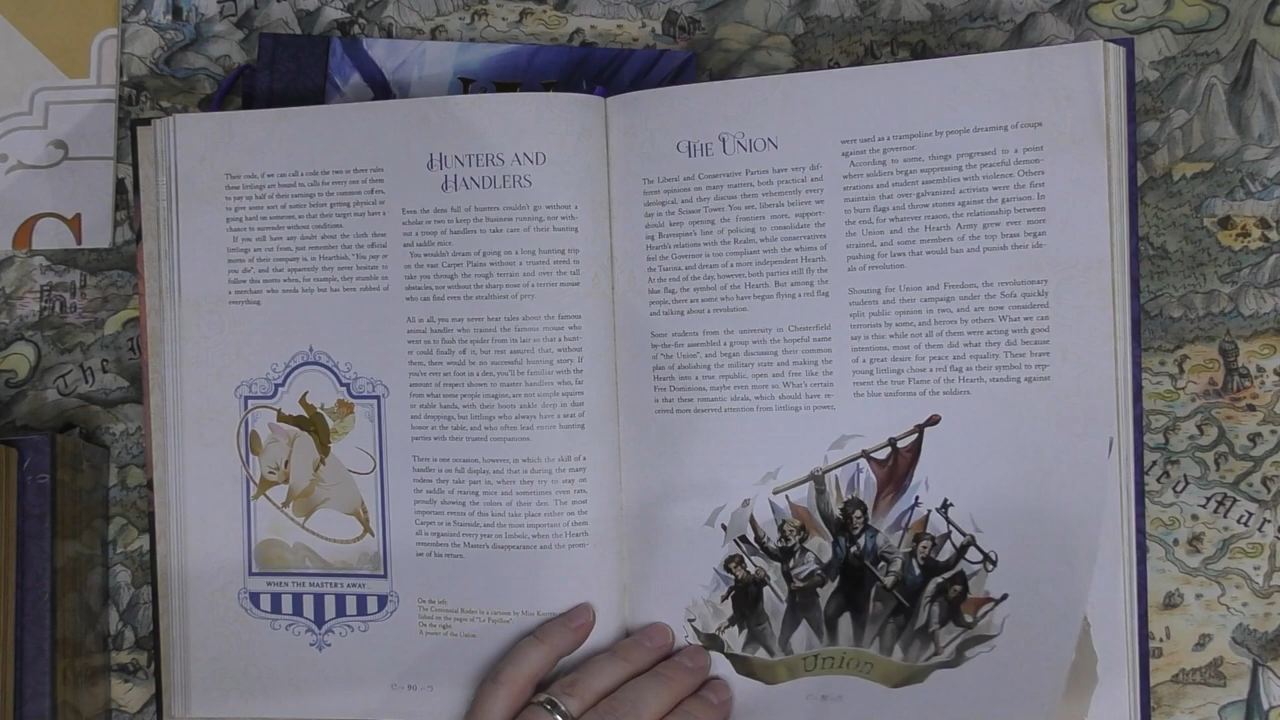 Their code, if we can call a code the two or three rules
these littlings are bound to, calls for every one of them
to pay up half of their earnings to the common coffers,
to give some sort of notice before getting physical or
going hard on someone, so that their target may have a
chance to surrender without conditions.
If you still have any doubt about the cloth these
littlings are cut from, just remember that the official
motto of their company is, in Hearthish, "You pay or
you die", and that apparently they never hesitate to
follow this motto when, for example, they stumble on
a merchant who needs help but has been robbed of
everything.
WHEN THE MASTER'S AWAY...
HUNTERS AND
HANDLERS
Even the dens full of hunters couldn't go without a
scholar or two to keep the business running, nor with-
out a troop of handlers to take care of their hunting
and saddle mice.
You wouldn't dream of going on a long hunting trip
on the east Carpet Plains without a trusted steed to
take you through the rough terrain and over the tall
obstacles, nor without the sharp nose of a terrier mouse
who can find even the stealthiest of prey.
All in all, you may never hear tales about the famous
animal handler who trained the famous mouse who
went on to flush the spider from its lair so that a hunt-
er could finally off it, but rest assured that, without
them, there would be no successful hunting story. If
you've ever set foot in a den, you'll be familiar with the
amount of respect shown to master handlers who, far
from what some people imagine, are not simple squires
or stable hands, with their boots ankle deep in dust
and droppings, but littlings who always have a seat of
honor at the table, and who often lead entire hunting
parties with their trusted companions.
There is one occasion, however, in which the skill of a
handler is on full display, and that is during the many
rodeos they take part in, where they try to stay on
the saddle of rearing mice and sometimes even rats,
proudly showing the colors of their den. The most
important events of this kind take place either on the
Carpet or in Stairside, and the most important of them
all is organized every year on Imbolc, when the Hearth
remembers the Master's disappearance and the prom-
ise of his return.
On the left,
The Centennial Rodeo in a cartoon by Miss
lished on the pages of "Le Papillon".
On the right,
A poster of the Union.
90
THE UNION
The Liberal and Conservative Parties have very dif-
ferent opinions on many matters, both practical and
ideological, and they discuss them vehemently every
day in the Scissor Tower. You see, liberals believe we
should keep opening the frontiers more, support-
ing Bravespine's line of policing to consolidate the
Hearth's relations with the Realm, while conservatives
feel the Governor is too compliant with the whims of
the Tsarina, and dream of a more independent Hearth.
At the end of the day, however, both parties still fly the
blue flag, the symbol of the Hearth. But among the
people, there are some who have begun flying a red flag
and talking about a revolution.
Some students from the university in Chesterfield
by-the-fire assembled a group with the hopeful name
of "the Union", and began discussing their common
plan of abolishing the military state and making the
Hearth into a true republic, open and free like the
Free Dominions, maybe even more so. What's certain
is that these romantic ideals, which should have re-
ceived more deserved attention from littlings in power,
were used as a trampoline by people dreaming of coups
against the governor.
According to some, things progressed to a point
where soldiers began suppressing the peaceful demon-
strations and student assemblies with violence. Others
maintain that over-galvanized activists were the first
to burn flags and throw stones against the garrison. In
the end, for whatever reason, the relationship between
the Union and the Hearth Army grew ever more
strained, and some members of the top brass began
pushing for laws that would ban and punish their ide-
als of revolution.
Shouting for Union and Freedom, the revolutionary
students and their campaign under the Sofa quickly
split public opinion in two, and are now considered
terrorists by some, and heroes by others. What we can
say is this: while not all of them were acting with good
intentions, most of them did what they did because
of a great desire for peace and equality. These brave
young littlings chose a red flag as their symbol to rep-
resent the true Flame of the Hearth, standing against
the blue uniforms of the soldiers.
Union
The